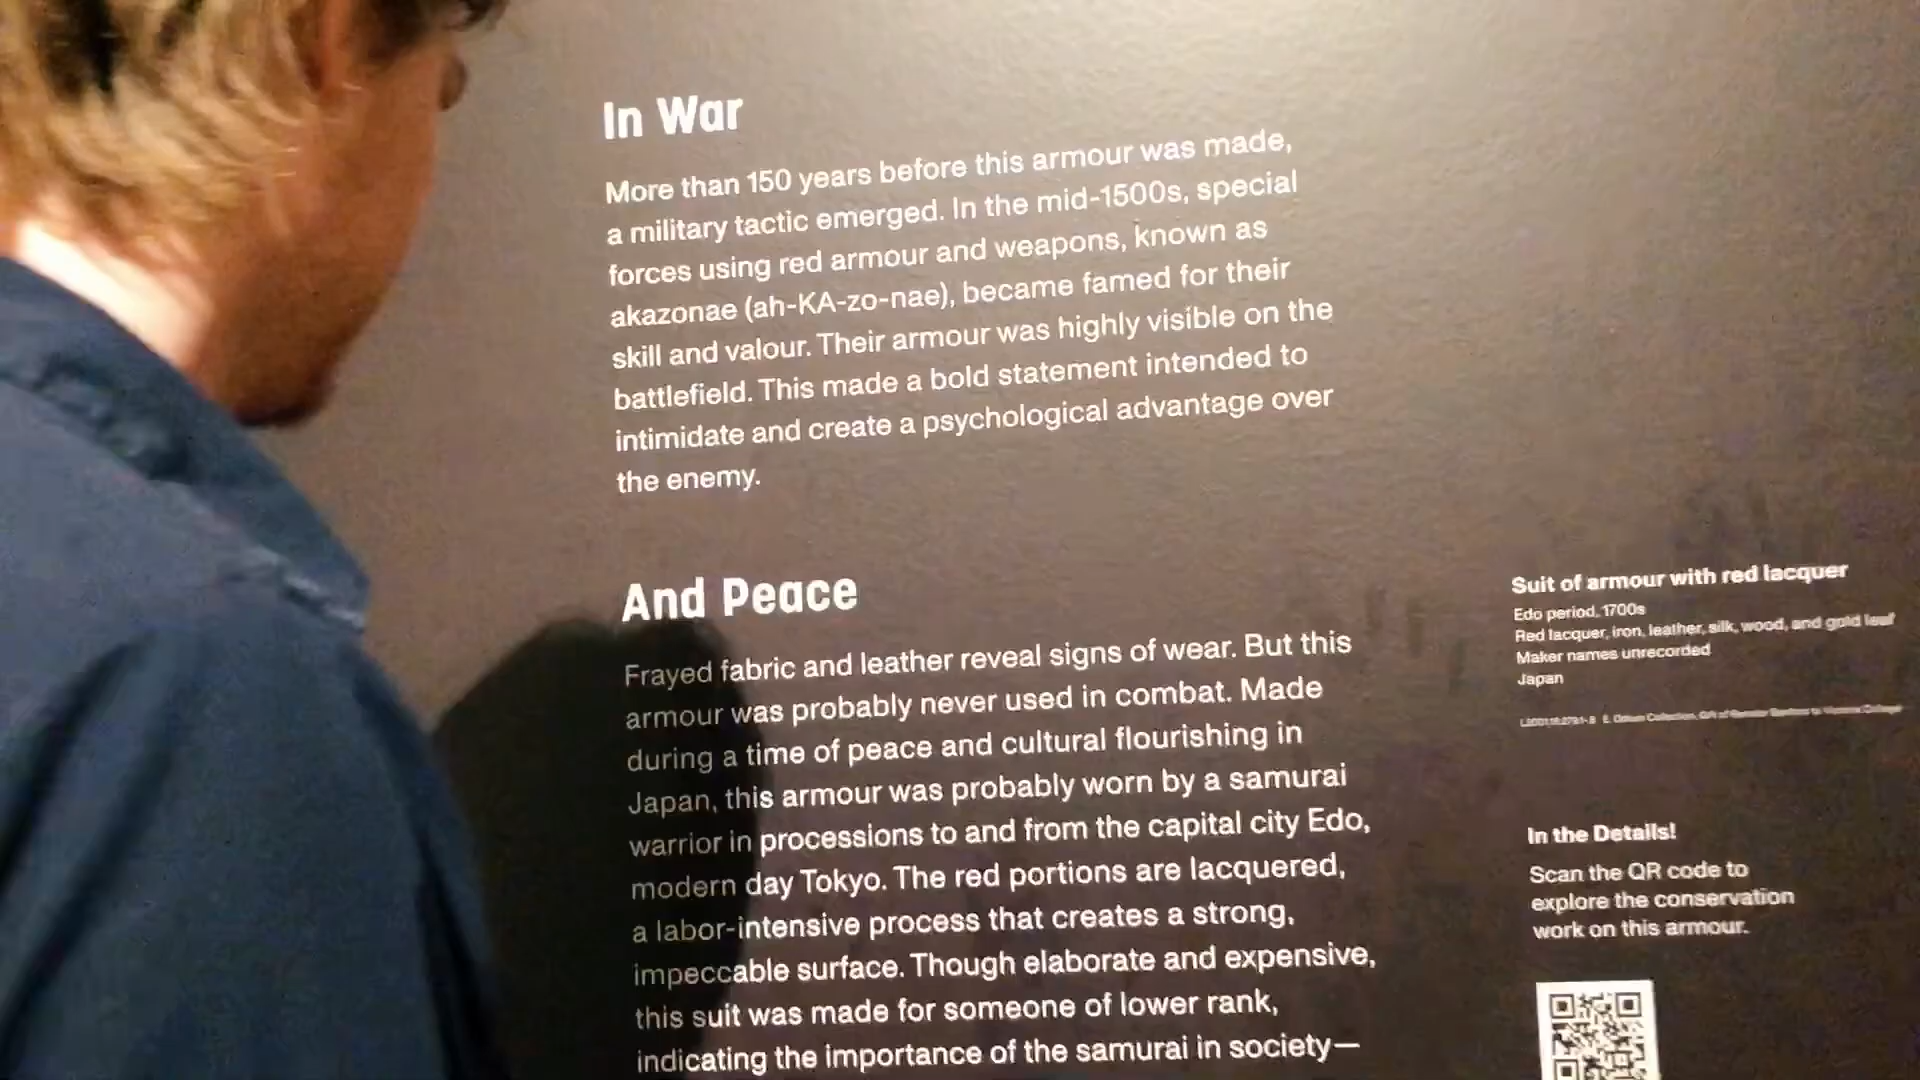 In War
More than 150 years before this armour was made,
a military tactic emerged. In the mid-1500s, special
forces using red armour and weapons, known as
akazonae (ah-KA-zo-nae), became famed for their
skill and valour. Their armour was highly visible on the
battlefield. This made a bold statement intended to
intimidate and create a psychological advantage over
the enemy.
And Peace
Frayed fabric and leather reveal signs of wear. But this
armour was probably never used in combat. Made
during a time of peace and cultural flourishing in
Japan, this armour was probably worn by a samurai
warrior in processions to and from the capital city Edo,
modern day Tokyo. The red portions are lacquered,
a labor-intensive process that creates a strong,
impeccable surface. Though elaborate and expensive,
this suit was made for someone of lower rank,
indicating the importance of the samurai in society—
Suit of armour with red lacquer
Edo period, 1700s
Red lacquer, iron, leather, silk, wood, and gold leaf
Maker names unrecorded
Japan
Collection, Gift of to
In the Details!
Scan the QR code to
explore the conservation
work on this armour.